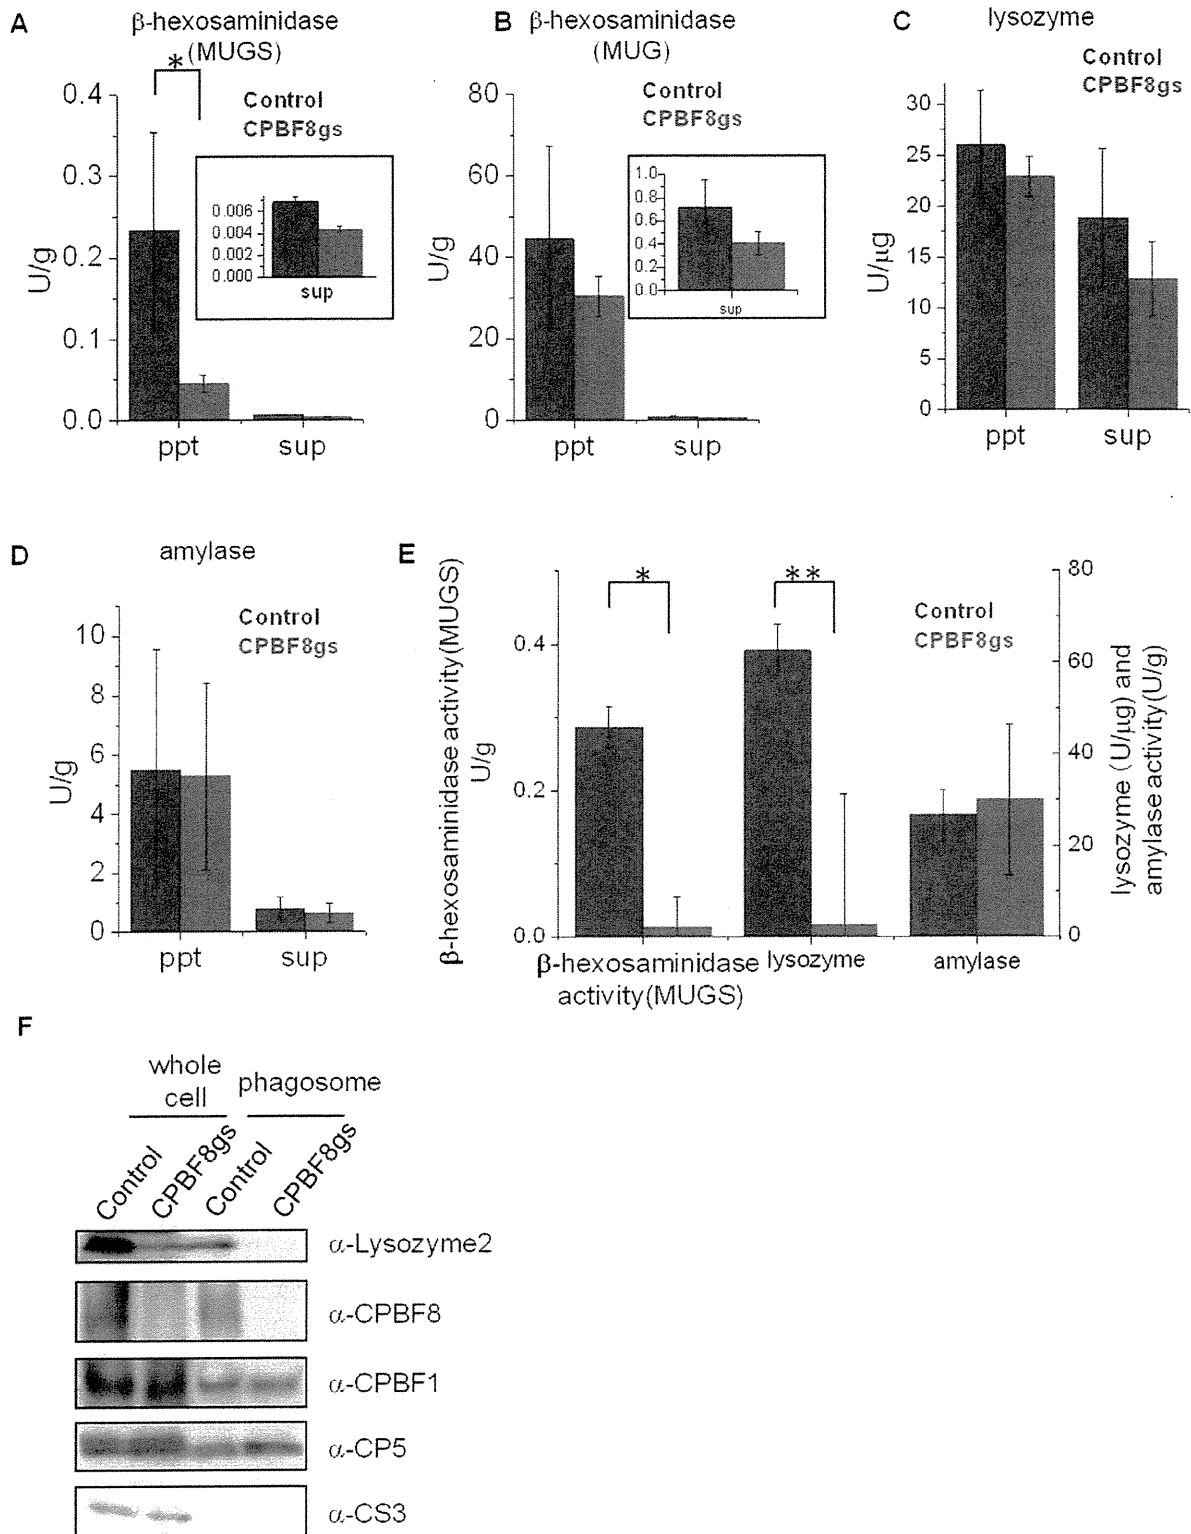 A
β-hexosaminidase
(MUGS)
*
Control
CPBF8gs
0.4
0.3
0.2
0.1
0.0
U/g
0.006
0.004
0.002
0.000
sup
ppt
sup
B
β-hexosaminidase
(MUG)
Control
CPBF8gs
80
60
40
20
0
U/g
1.0
0.8
0.6
0.4
0.2
0.0
sup
ppt
sup
C
lysozyme
Control
CPBF8gs
30
25
20
15
10
5
0
U/μg
ppt
sup
D
amylase
Control
CPBF8gs
10
8
6
4
2
0
U/g
ppt
sup
E
β-hexosaminidase activity(MUGS)
U/g
0.4
0.2
0.0
*
**
Control
CPBF8gs
80
60
40
20
0
lysozyme (U/μg) and
amylase activity(U/g)
β-hexosaminidase
activity(MUGS)
lysozyme
amylase
F
whole
cell
phagosome
Control
CPBF8gs
Control
CPBF8gs
α-Lysozyme2
α-CPBF8
α-CPBF1
α-CP5
α-CS3